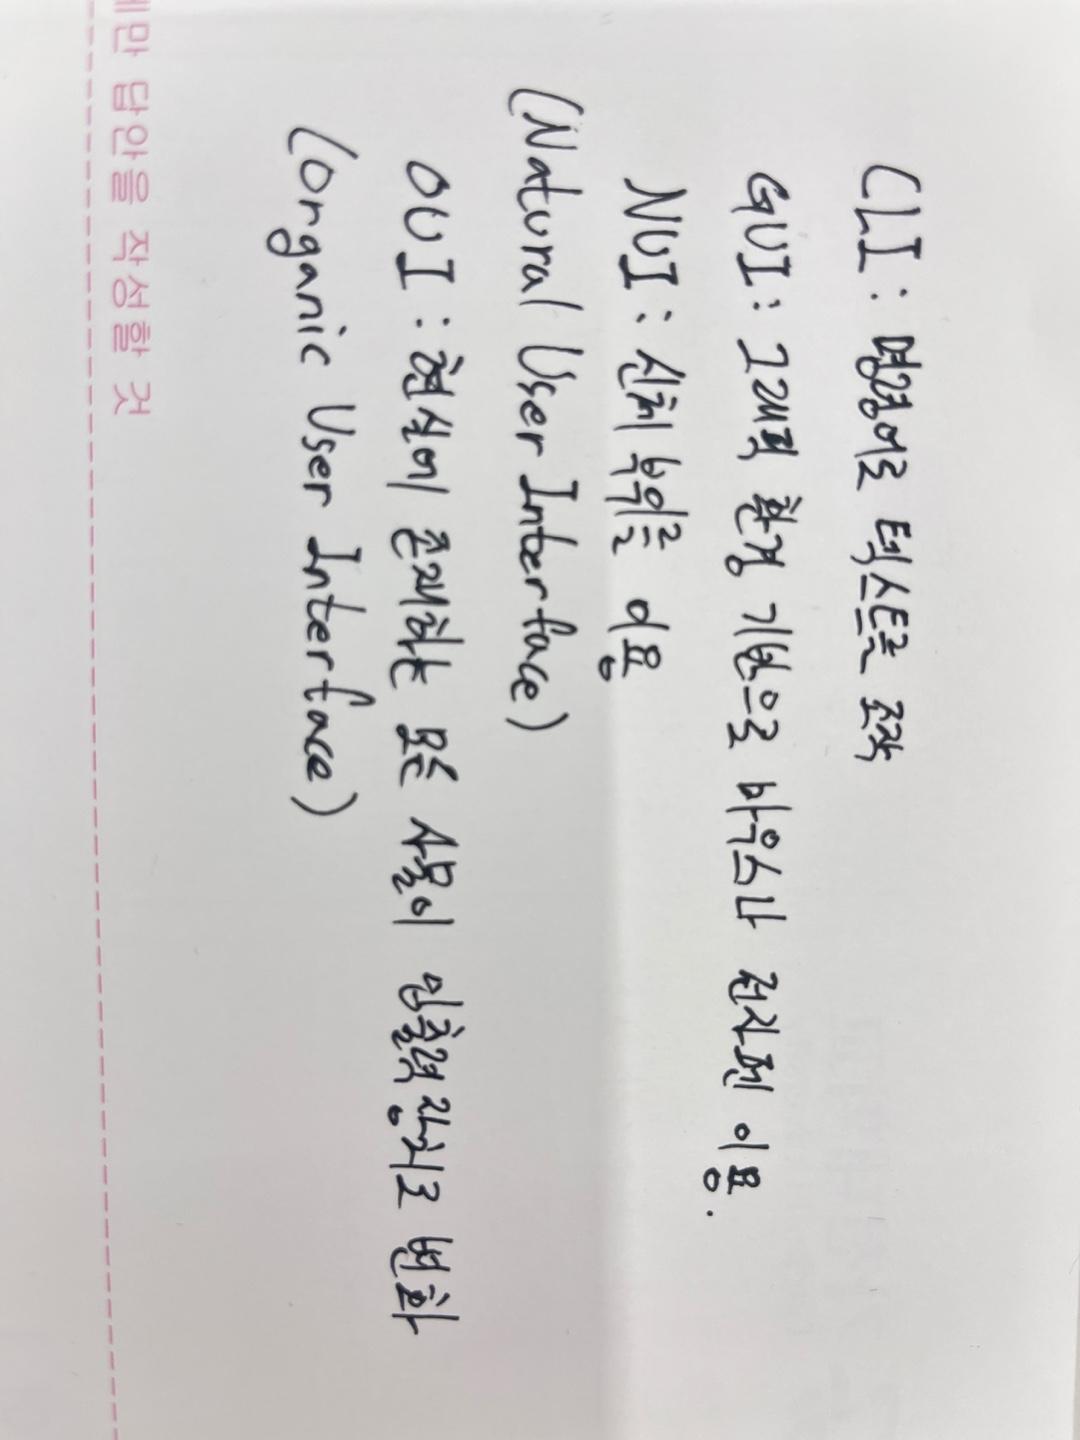 CLI : 명령어로 텍스트로 조작
GUI : 그래픽 환경 기반으로 마우스나 전자펜 이용.
NUI : 신체 부위를 이용
(Natural User Interface)
OUI : 현실에 존재하는 모든 사물이 입출력장치로 변화
(Organic User Interface)
만 답안을 작성할 것